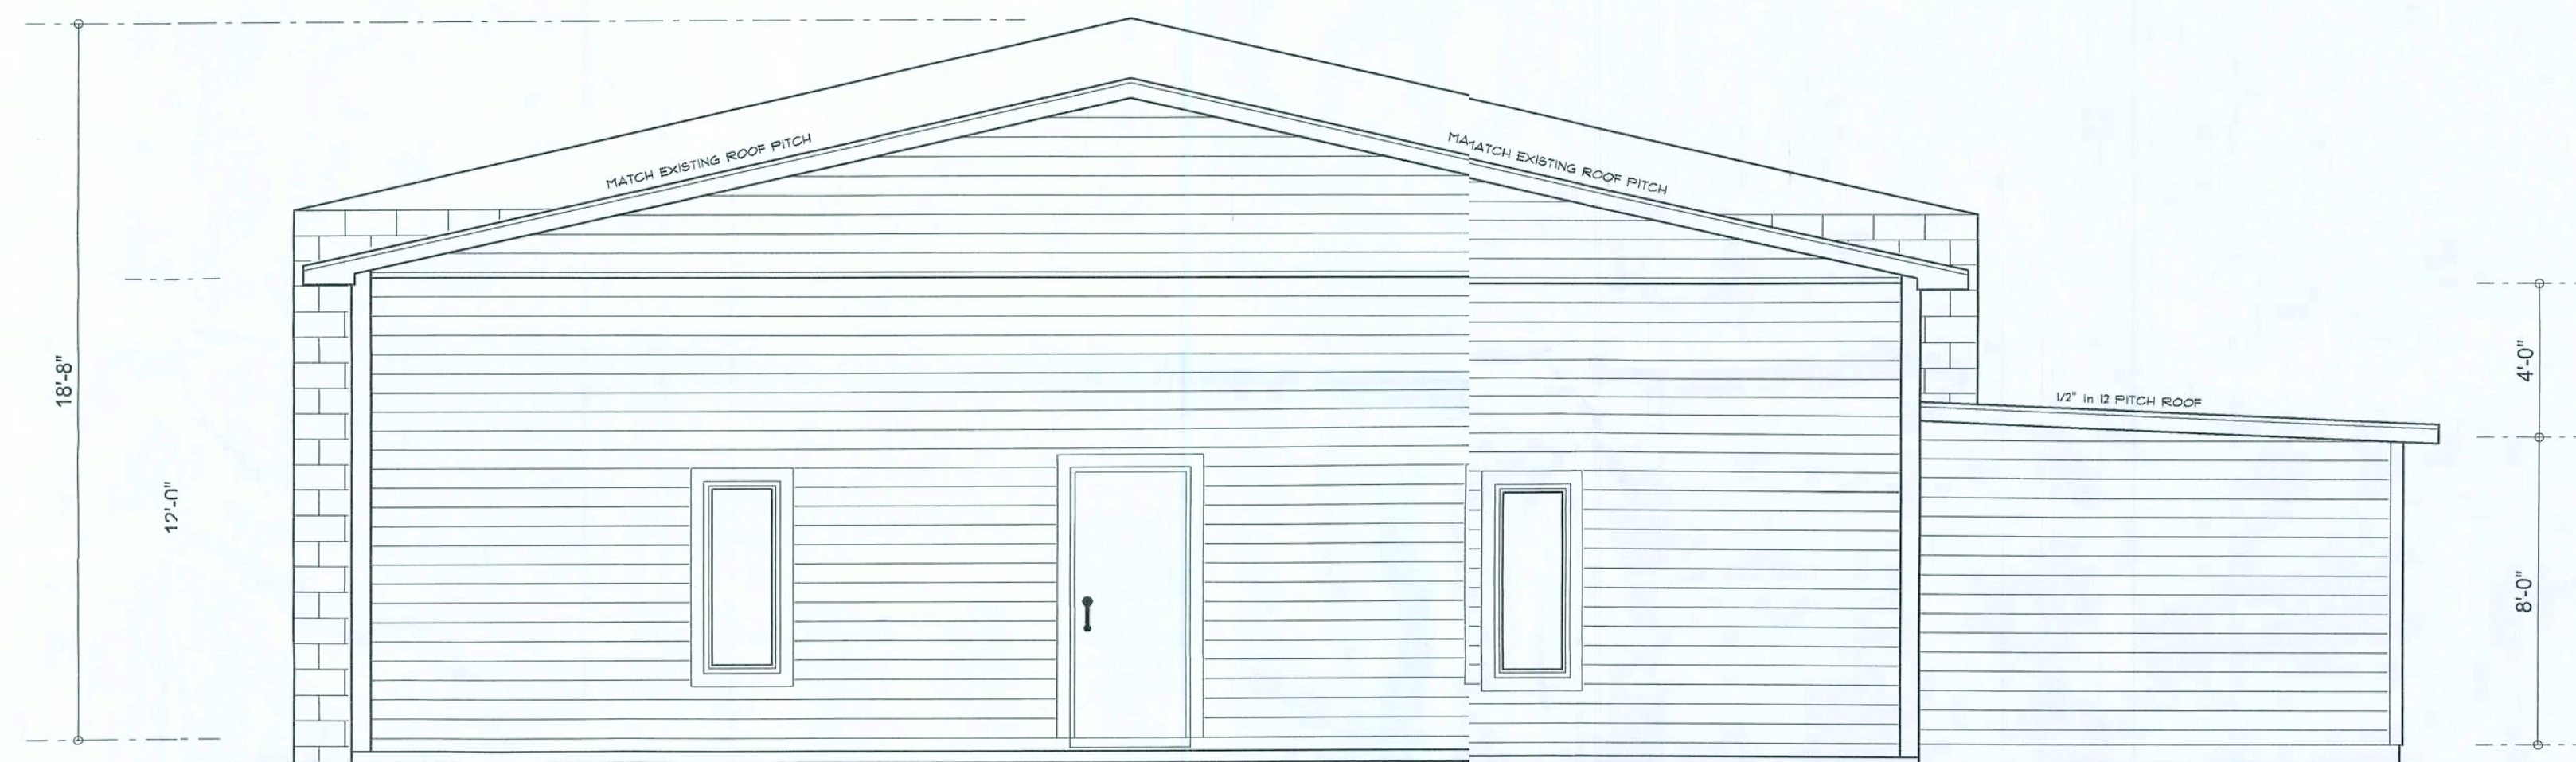 MATCH EXISTING ROOF PITCH
MAMATCH EXISTING ROOF PITCH
18'-8"
12'-0"
4'-0"
1/2" in 12 PITCH ROOF
8'-0"